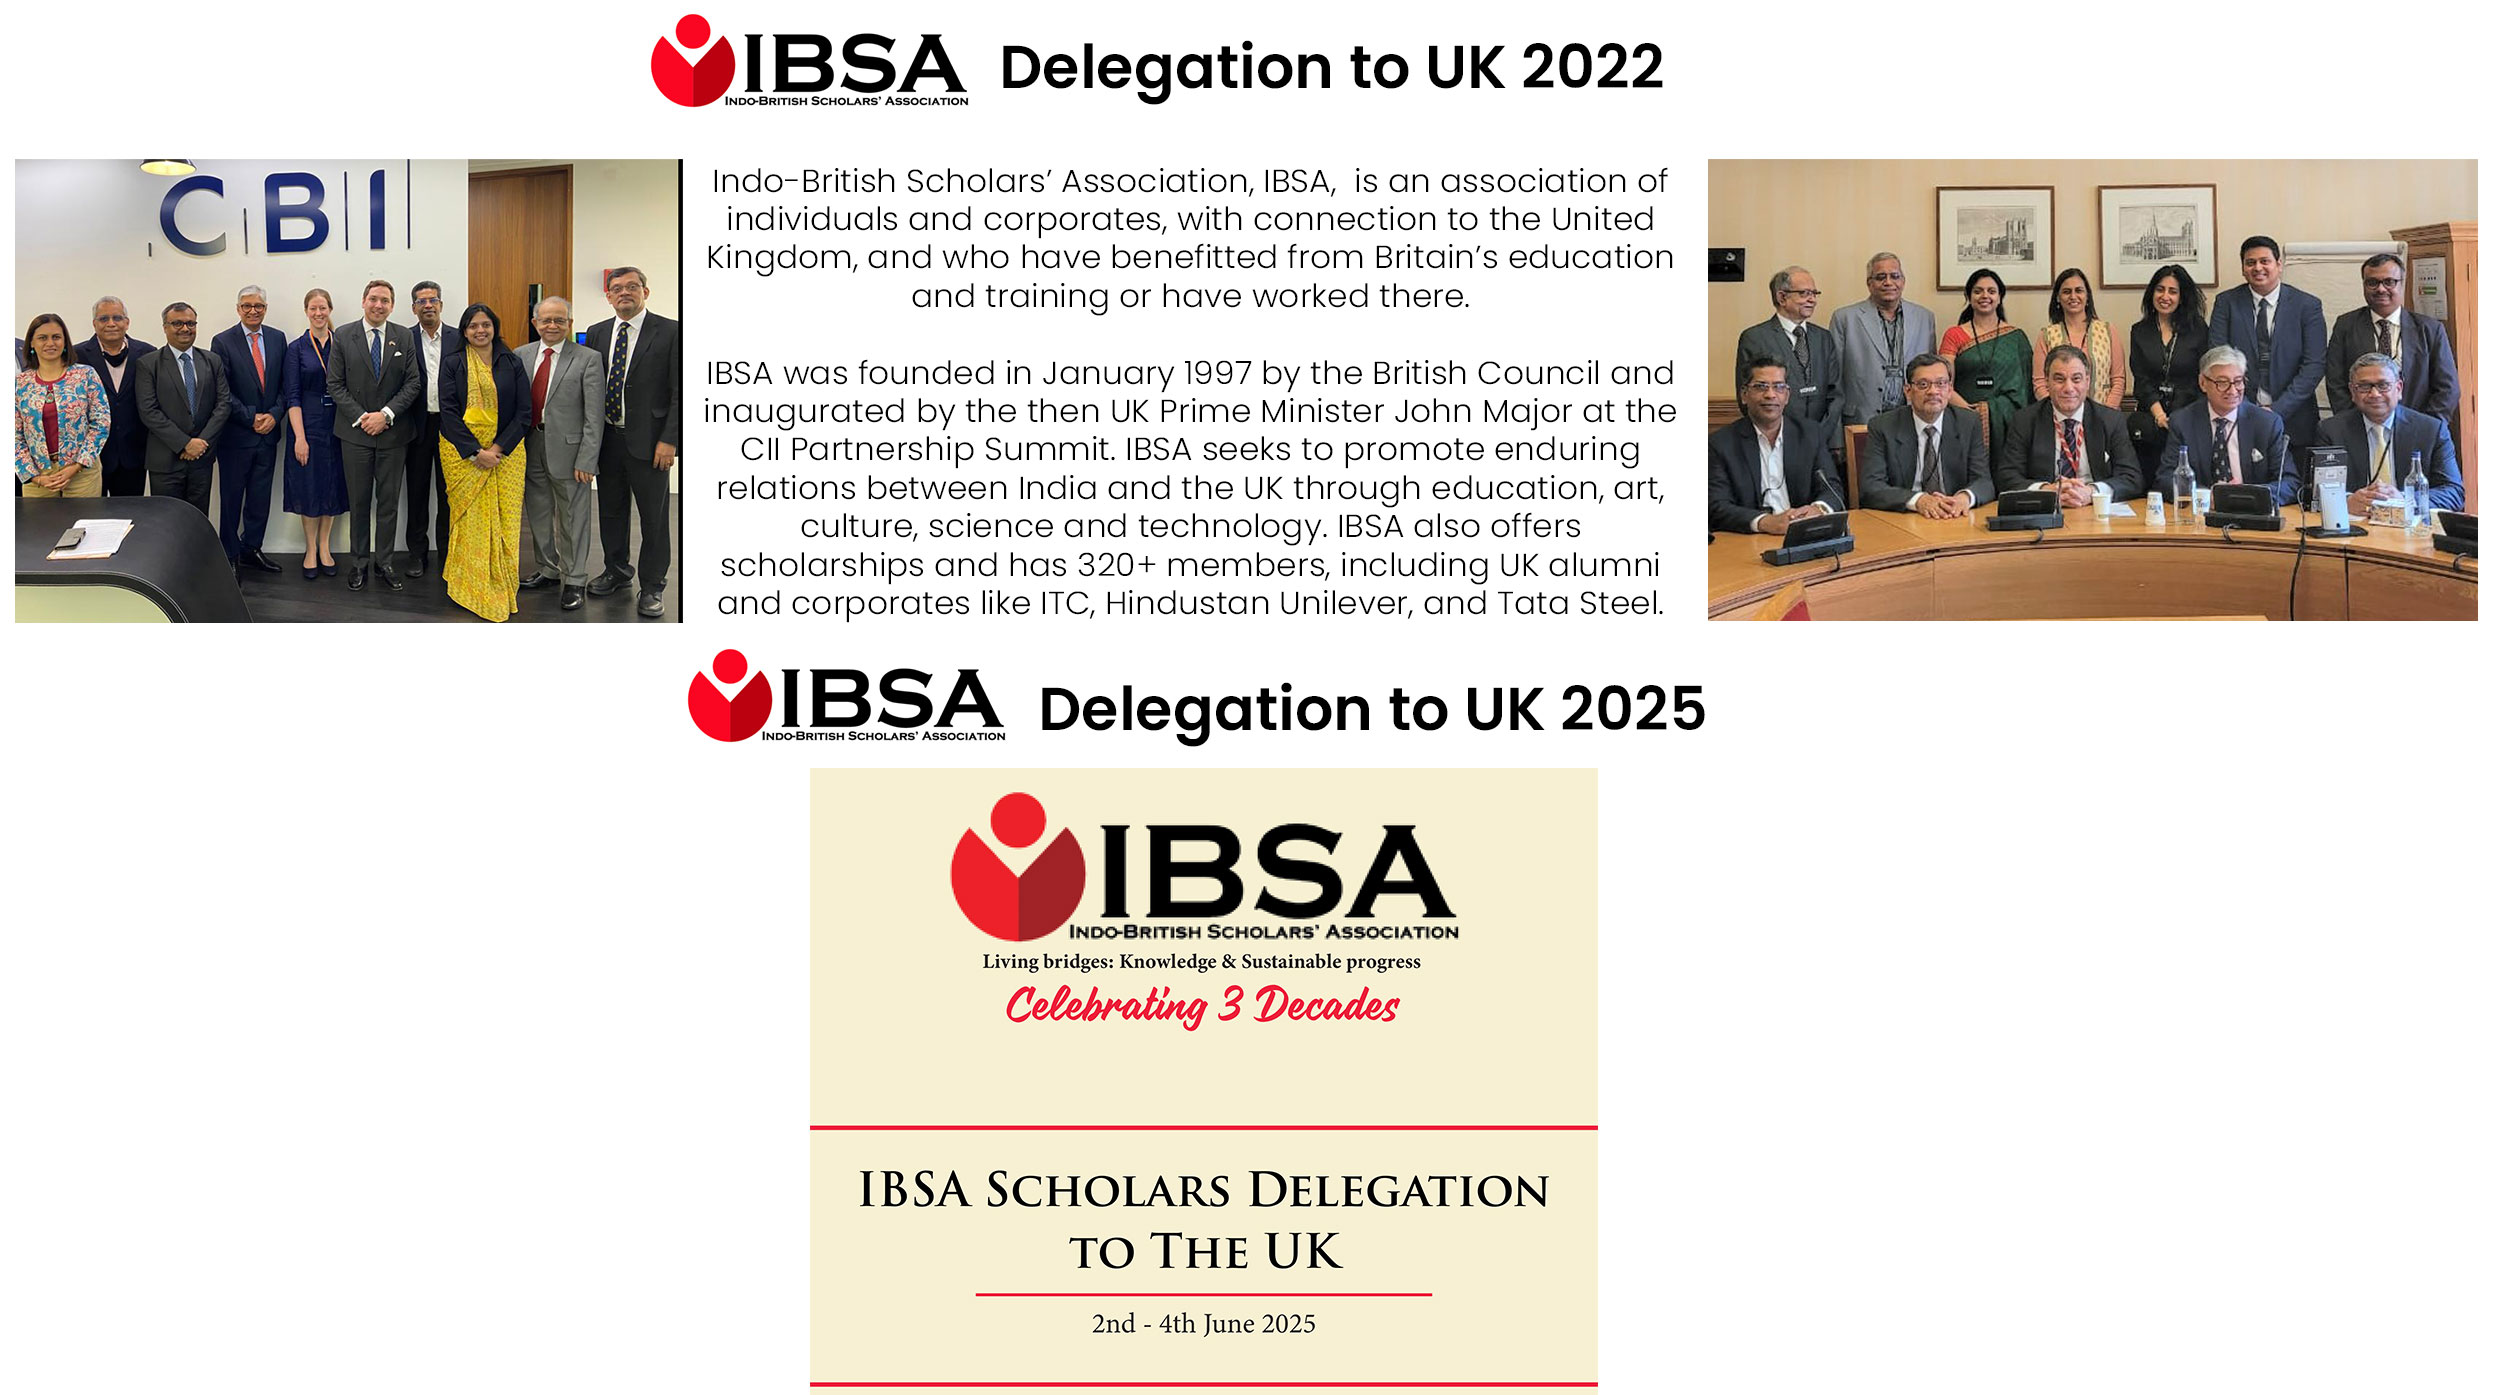 IBSA
INDO-BRITISH SCHOLARS' ASSOCIATION
Delegation to UK 2022
CBI
Indo-British Scholars’ Association, IBSA,  is an association of
individuals and corporates, with connection to the United
Kingdom, and who have benefitted from Britain’s education
and training or have worked there.
IBSA was founded in January 1997 by the British Council and
inaugurated by the then UK Prime Minister John Major at the
CII Partnership Summit. IBSA seeks to promote enduring
relations between India and the UK through education, art,
culture, science and technology. IBSA also offers
scholarships and has 320+ members, including UK alumni
and corporates like ITC, Hindustan Unilever, and Tata Steel.
IBSA
INDO-BRITISH SCHOLARS' ASSOCIATION
Delegation to UK 2025
IBSA
INDO-BRITISH SCHOLARS' ASSOCIATION
Living bridges: Knowledge & Sustainable progress
Celebrating 3 Decades
IBSA SCHOLARS DELEGATION
TO THE UK
2nd - 4th June 2025